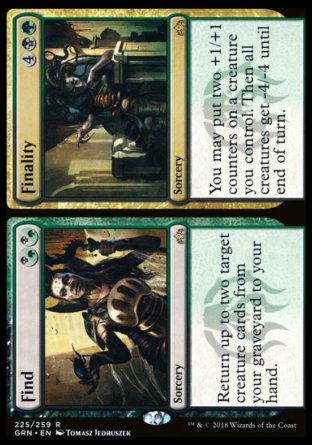 Finality
Sorcery
You may put two +1/+1
counters on a creature
you control. Then all
creatures get -4/-4 until
end of turn.
4
Find
Sorcery
Return up to two target
creature cards from
your graveyard to your
hand.
225/259 R
GRN • EN TOMASZ JEDRUSZEK
™ & © 2018 Wizards of the Coast